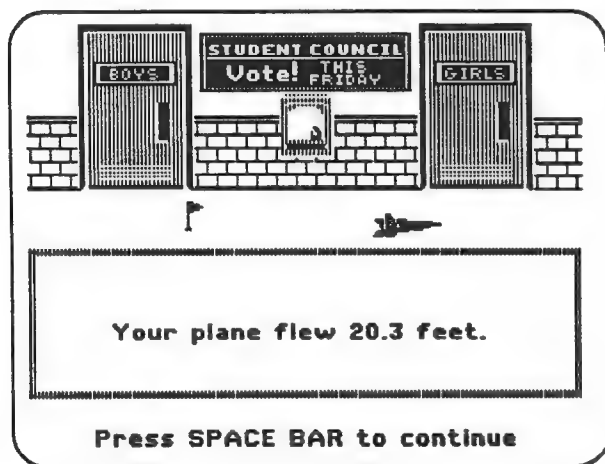 STUDENT COUNCIL
Vote! THIS FRIDAY
BOYS
GIRLS
Your plane flew 20.3 feet.
Press SPACE BAR to continue